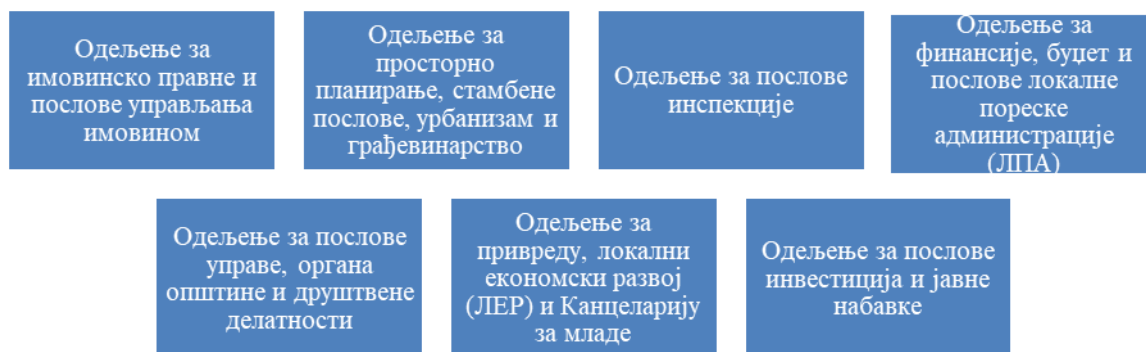 Одељење за
имовинско правне и
послове управљања
имовином
Одељење за
просторно
планирање, стамбене
послове, урбанизам и
грађевинарство
Одељење за послове
инспекције
Одељење за
финансије, буџет и
послове локалне
пореске
администрације
(ЛПА)
Одељење за послове
управе, органа
општине и друштвене
делатности
Одељење за
привреду, локални
економски развој
(ЛЕР) и Канцеларију
за младе
Одељење за послове
инвестиција и јавне
набавке